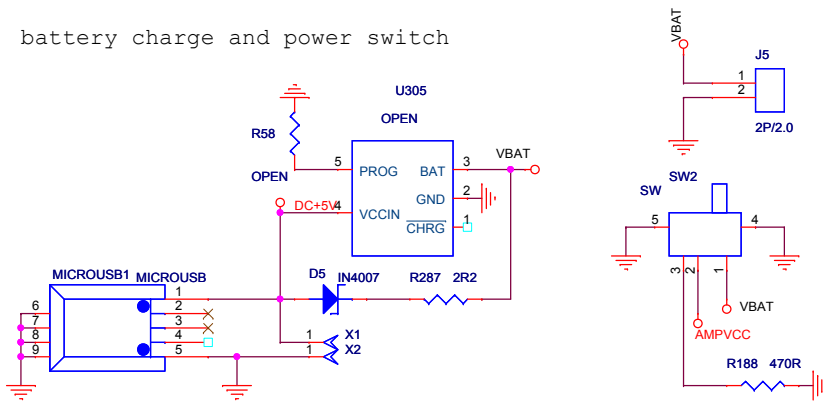 battery charge and power switch
VBAT
J5
1
2
2P/2.0
U305
OPEN
R58
OPEN
5 PROG BAT 3
VBAT
GND 2
DC+5V 4 VCCIN
CHRG 1
SW SW2
5 4
3 2 1
VBAT
AMPVCC
R188 470R
MICROUSB1 MICROUSB
D5 IN4007
R287 2R2
1
6 2
7 3
8 4
9 5
1 X1
1 X2